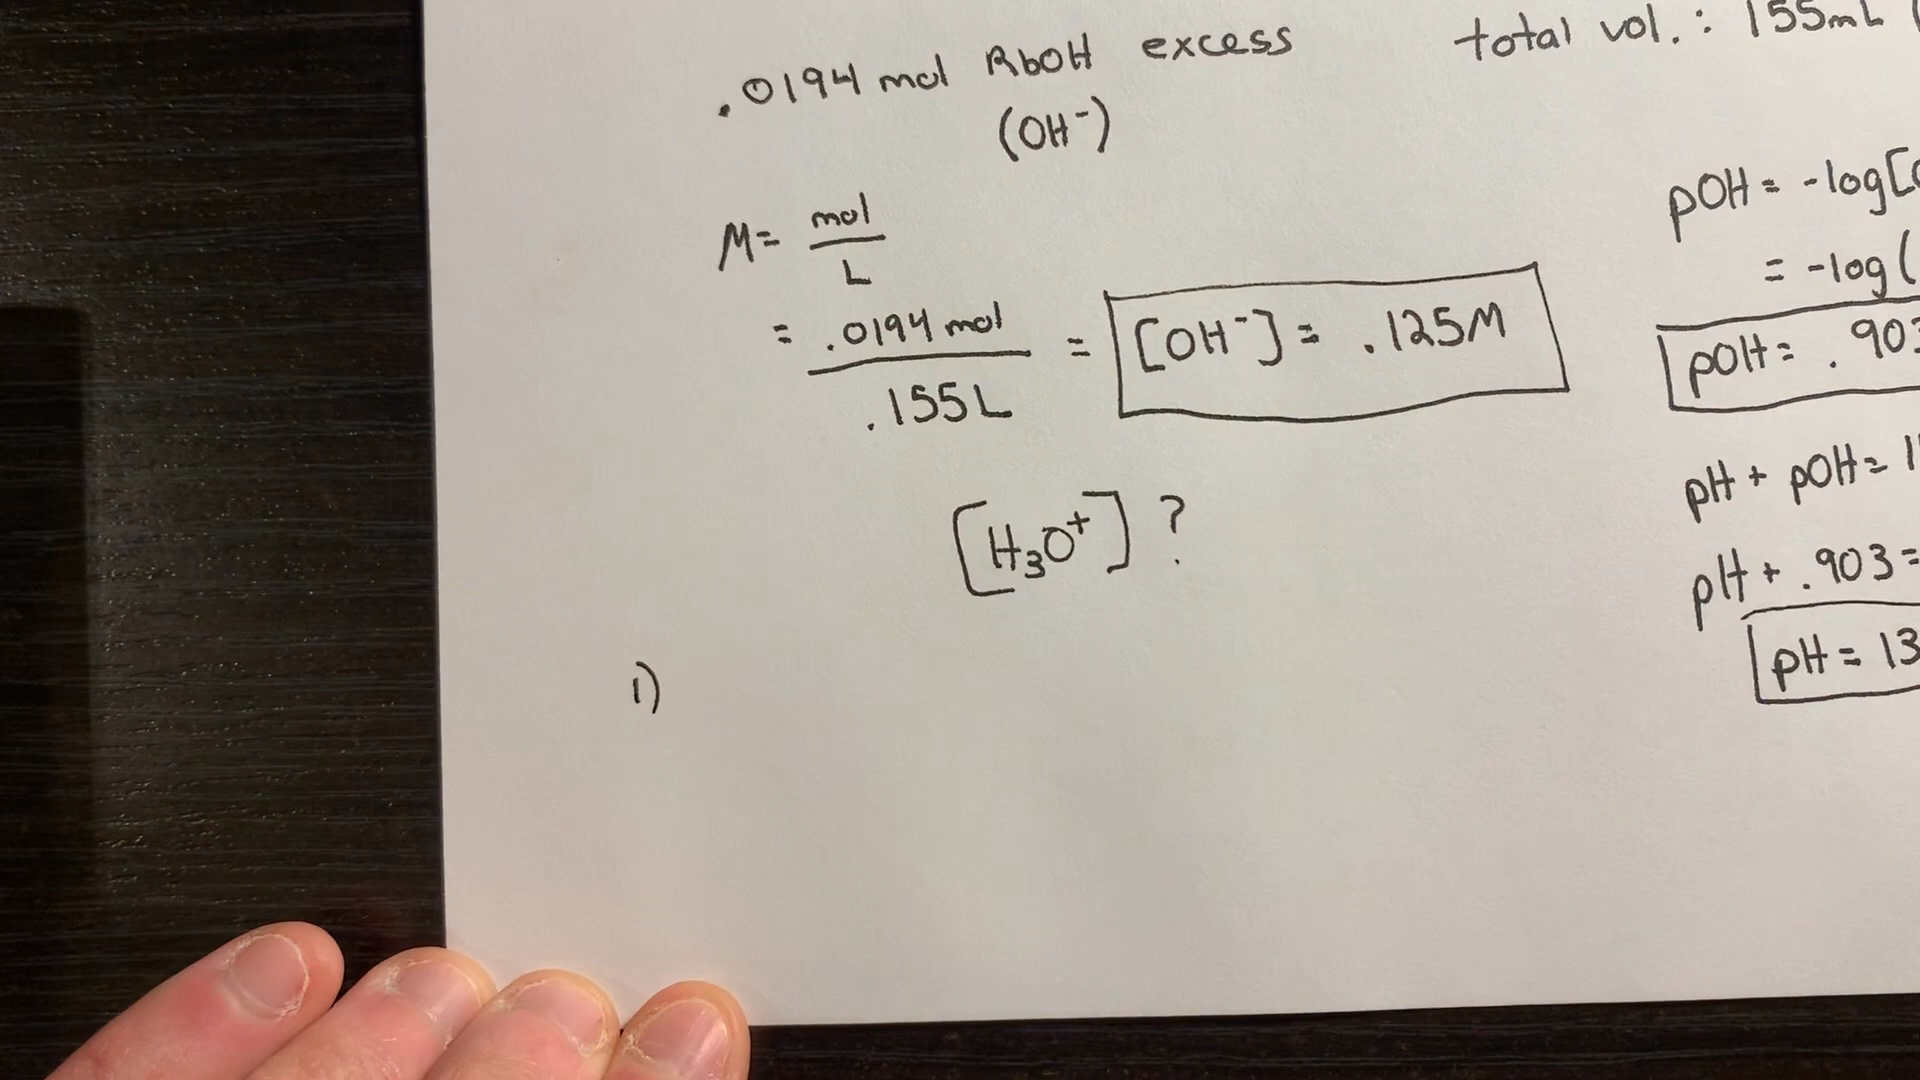 .0194 mol RbOH excess
(OH⁻)
M = mol
L
= .0194 mol
.155L
= [OH⁻] = .125M
[H₃O⁺] ?
1)
total vol. : 155mL (
pOH = -log[
= -log (
pOH = .903
pH + pOH = 1
pH + .903 =
pH = 13